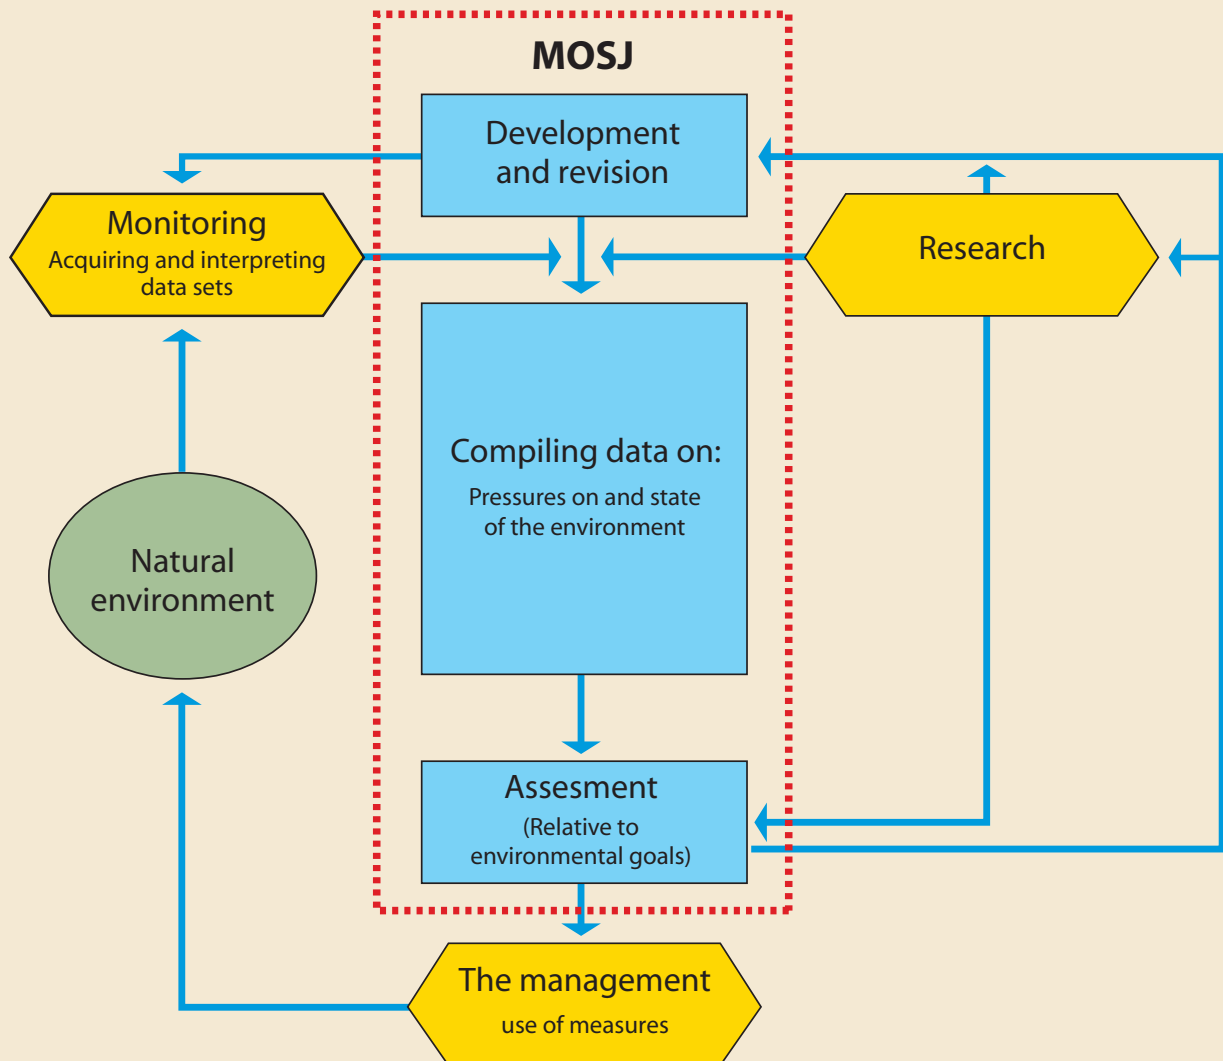 MOSJ
Development
and revision
Monitoring
Acquiring and interpreting
data sets
Research
Compiling data on:
Pressures on and state
of the environment
Natural
environment
Assesment
(Relative to
environmental goals)
The management
use of measures